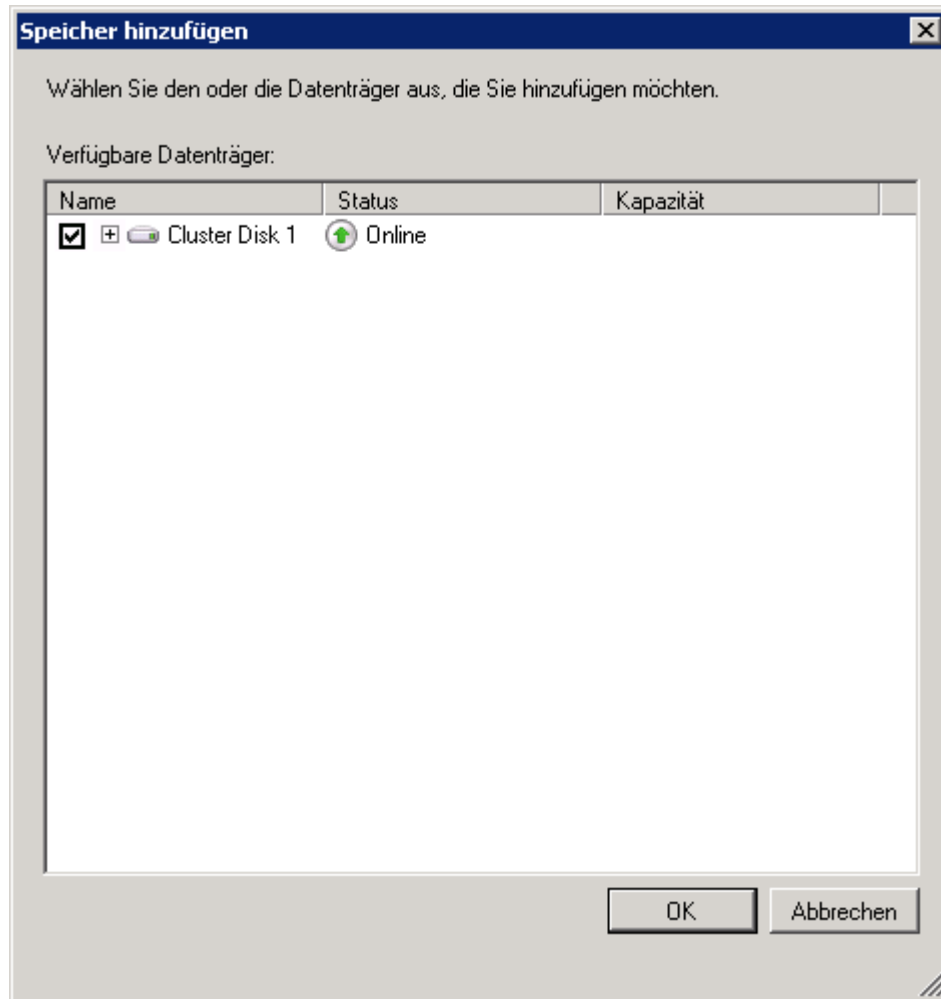 Speicher hinzufügen
Wählen Sie den oder die Datenträger aus, die Sie hinzufügen möchten.
Verfügbare Datenträger:
Name Status Kapazität
Cluster Disk 1 Online
OK Abbrechen